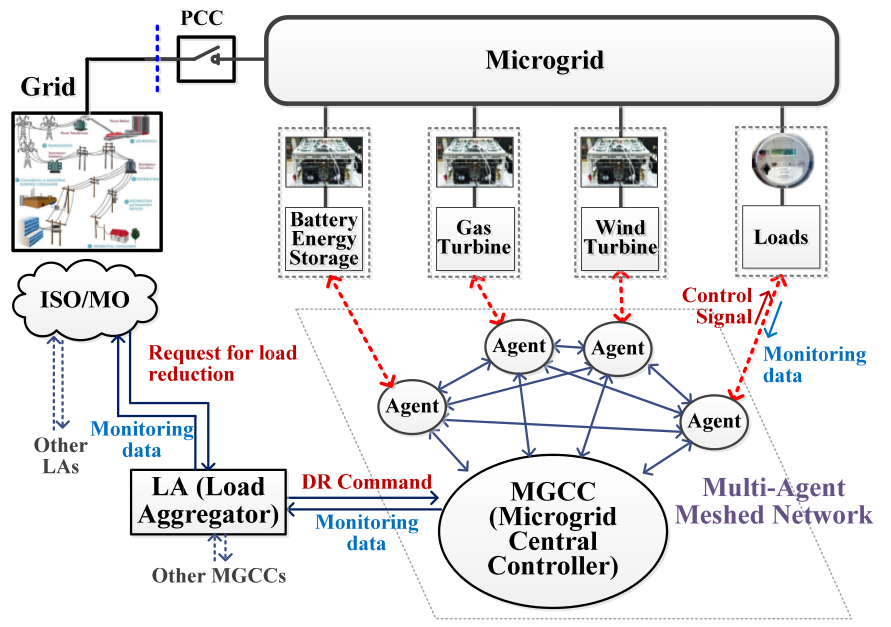 PCC
Microgrid
Grid
Battery
Energy
Storage
Gas
Turbine
Wind
Turbine
Loads
ISO/MO
Control
Signal
Monitoring
data
Request for load
reduction
Agent
Agent
Agent
Agent
Other
LAs
Monitoring
data
LA (Load
Aggregator)
DR Command
Monitoring
data
MGCC
(Microgrid
Central
Controller)
Multi-Agent
Meshed Network
Other MGCCs